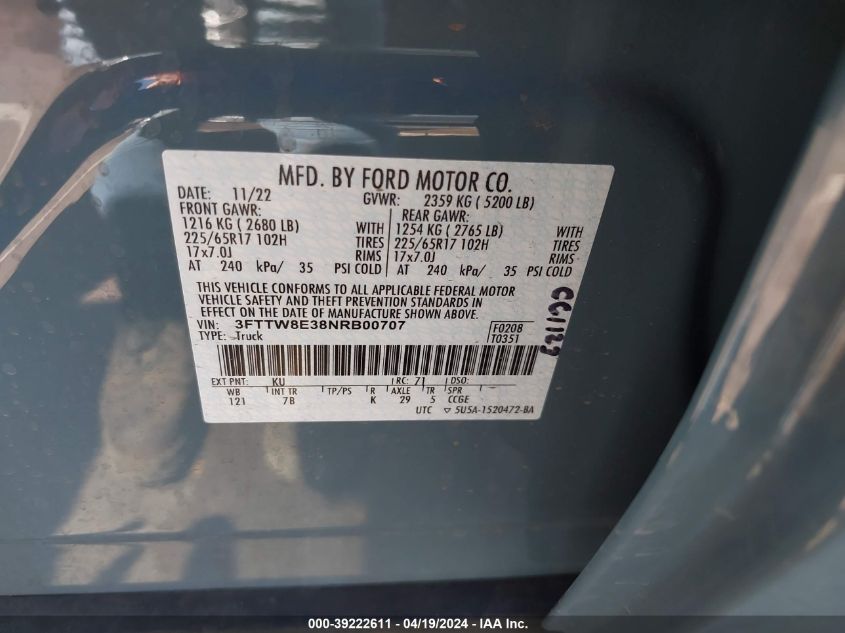 MFD. BY FORD MOTOR CO.
DATE: 11/22 GVWR: 2359 KG ( 5200 LB)
FRONT GAWR: REAR GAWR:
1216 KG ( 2680 LB) WITH 1254 KG ( 2765 LB) WITH
225/65R17 102H TIRES 225/65R17 102H TIRES
17x7.0J RIMS 17x7.0J RIMS
AT 240 kPa/ 35 PSI COLD AT 240 kPa/ 35 PSI COLD
THIS VEHICLE CONFORMS TO ALL APPLICABLE FEDERAL MOTOR
VEHICLE SAFETY AND THEFT PREVENTION STANDARDS IN
EFFECT ON THE DATE OF MANUFACTURE SHOWN ABOVE.
VIN: 3FTTW8E38NRB00707 F0208
TYPE: Truck T0351
EXT PNT: KU RC: 71 DSO:
WB INT TR TP/PS R AXLE TR SPR
121 7B K 29 5 CCGE
UTC ▽ 5U5A-1520472-BA
000-39222611 - 04/19/2024 - IAA Inc.